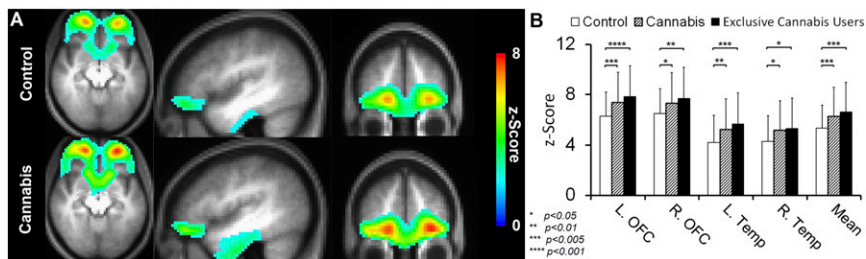 A
Control
Cannabis
8
z-Score
0
B
Control Cannabis Exclusive Cannabis Users
12
8
4
0
z-Score
**** ** *** * ***
*** * ** * ***
L. OFC
R. OFC
L. Temp
R. Temp
Mean
* p<0.05
** p<0.01
*** p<0.005
**** p<0.001